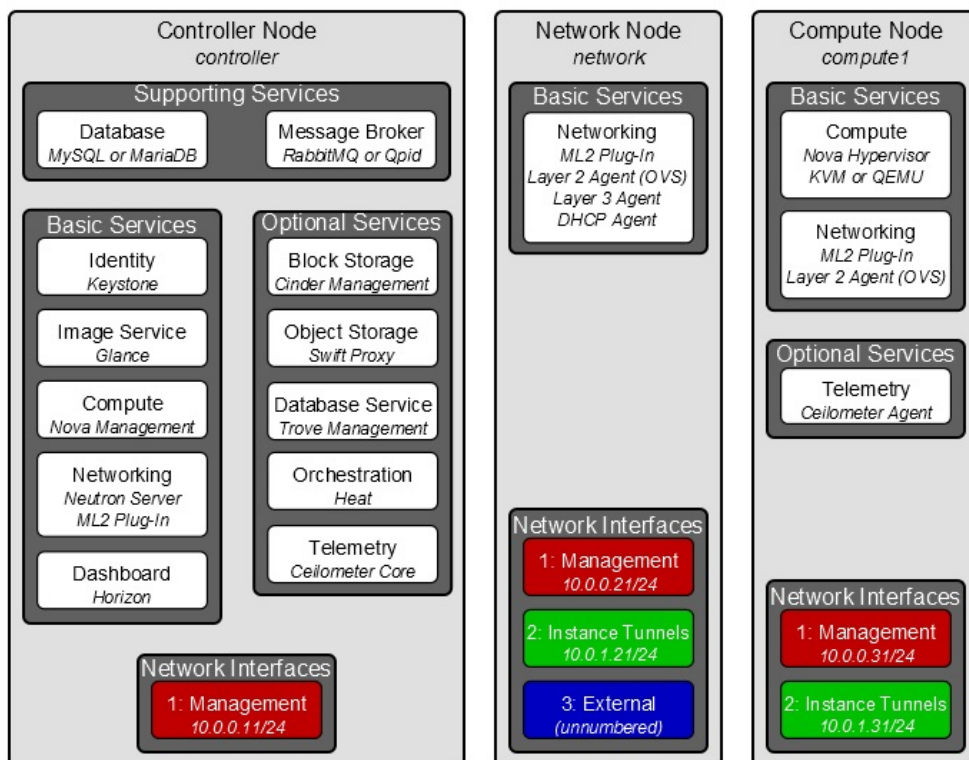 Controller Node
controller
Supporting Services
Database
MySQL or MariaDB
Message Broker
RabbitMQ or Qpid
Basic Services
Identity
Keystone
Image Service
Glance
Compute
Nova Management
Networking
Neutron Server
ML2 Plug-In
Dashboard
Horizon
Optional Services
Block Storage
Cinder Management
Object Storage
Swift Proxy
Database Service
Trove Management
Orchestration
Heat
Telemetry
Ceilometer Core
Network Interfaces
1: Management
10.0.0.11/24
Network Node
network
Basic Services
Networking
ML2 Plug-In
Layer 2 Agent (OVS)
Layer 3 Agent
DHCP Agent
Network Interfaces
1: Management
10.0.0.21/24
2: Instance Tunnels
10.0.1.21/24
3: External
(unnumbered)
Compute Node
compute1
Basic Services
Compute
Nova Hypervisor
KVM or QEMU
Networking
ML2 Plug-In
Layer 2 Agent (OVS)
Optional Services
Telemetry
Ceilometer Agent
Network Interfaces
1: Management
10.0.0.31/24
2: Instance Tunnels
10.0.1.31/24